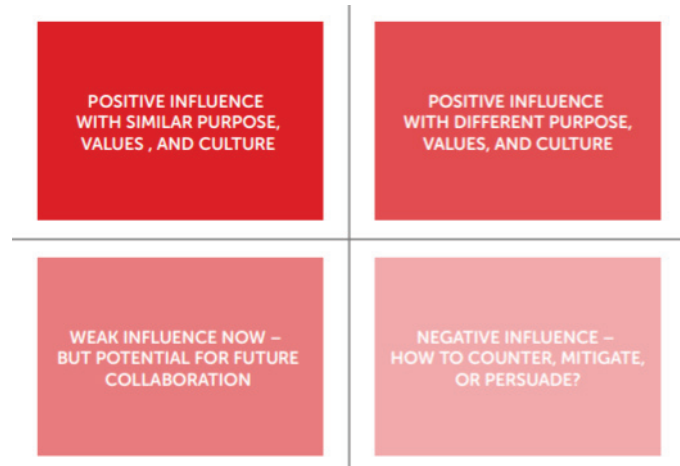 POSITIVE INFLUENCE
WITH SIMILAR PURPOSE,
VALUES , AND CULTURE
POSITIVE INFLUENCE
WITH DIFFERENT PURPOSE,
VALUES, AND CULTURE
WEAK INFLUENCE NOW –
BUT POTENTIAL FOR FUTURE
COLLABORATION
NEGATIVE INFLUENCE –
HOW TO COUNTER, MITIGATE,
OR PERSUADE?